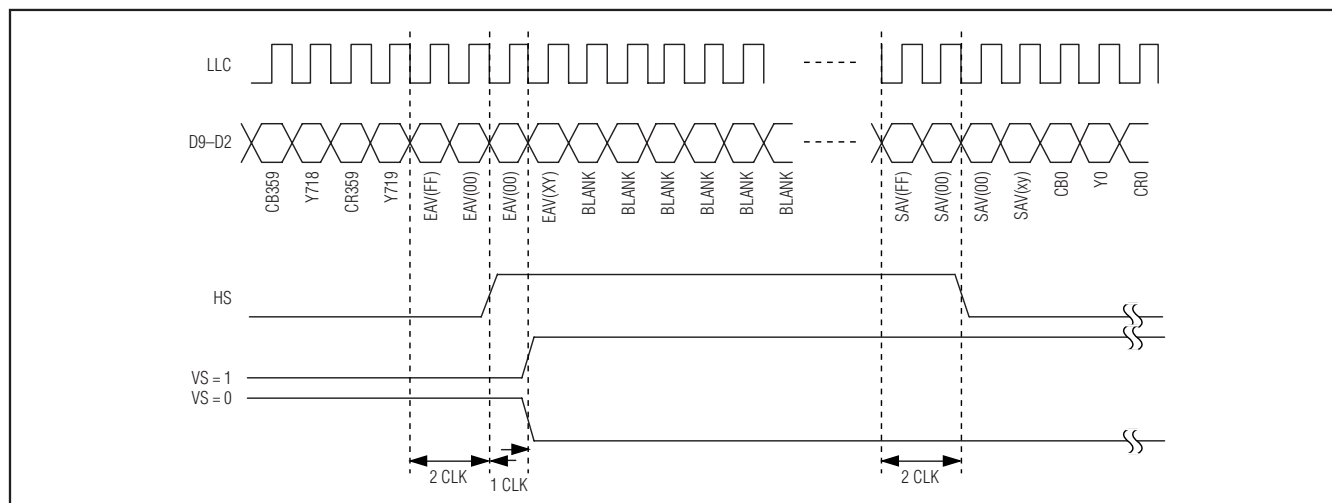 LLC
D9–D2
CB359
Y718
CR359
Y719
EAV(FF)
EAV(00)
EAV(00)
EAV(XY)
BLANK
BLANK
BLANK
BLANK
BLANK
BLANK
SAV(FF)
SAV(00)
SAV(00)
SAV(xy)
CB0
Y0
CR0
HS
VS = 1
VS = 0
2 CLK
1 CLK
2 CLK